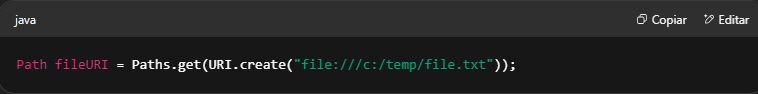 java Copiar Editar
Path fileURI = Paths.get(URI.create("file:///c:/temp/file.txt"));